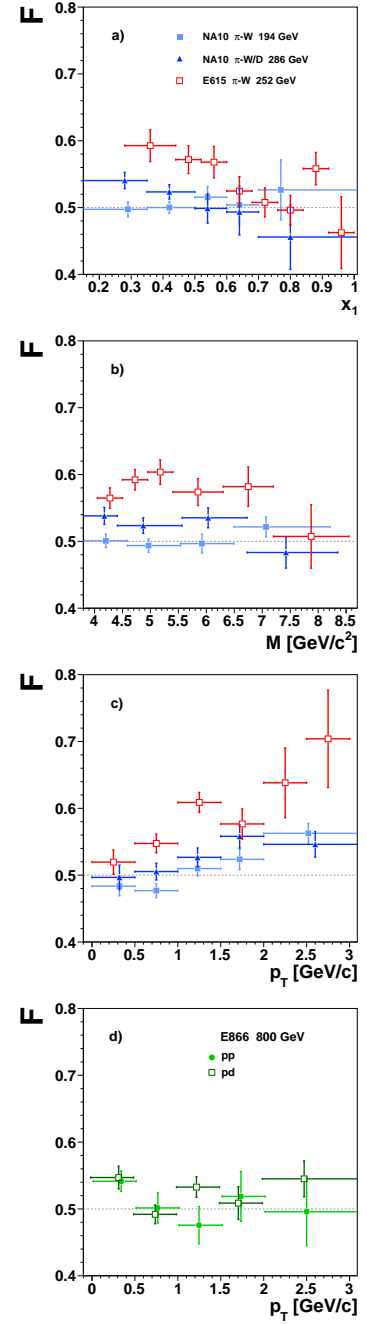 F
0.8
0.7
0.6
0.5
0.4
a)
NA10 π-W 194 GeV
NA10 π-W/D 286 GeV
E615 π-W 252 GeV
0.2 0.3 0.4 0.5 0.6 0.7 0.8 0.9 1
x₁
F
0.8
0.7
0.6
0.5
0.4
b)
4 4.5 5 5.5 6 6.5 7 7.5 8 8.5
M [GeV/c²]
F
0.8
0.7
0.6
0.5
0.4
c)
0 0.5 1 1.5 2 2.5 3
p_T [GeV/c]
F
0.8
0.7
0.6
0.5
0.4
d)
E866 800 GeV
pp
pd
0 0.5 1 1.5 2 2.5 3
p_T [GeV/c]